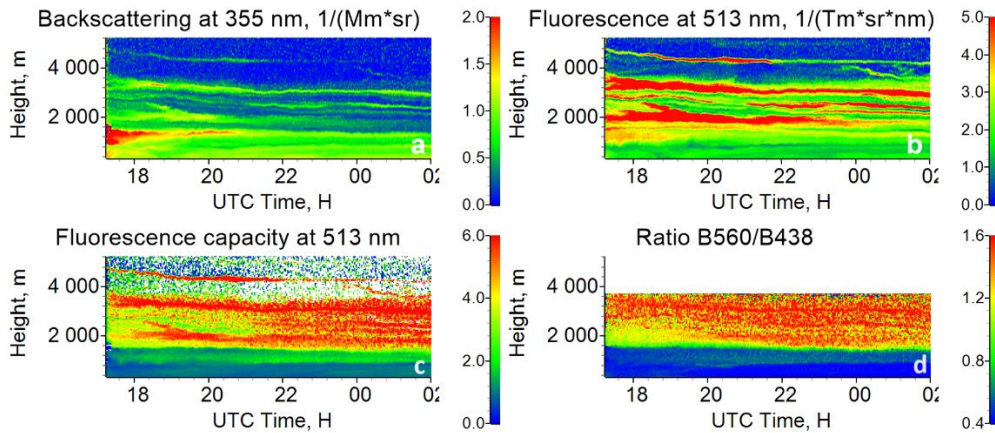 Backscattering at 355 nm, 1/(Mm*sr)
Height, m
4 000
2 000
2.0
1.5
1.0
0.5
0.0
a
18 20 22 00 02
UTC Time, H
Fluorescence at 513 nm, 1/(Tm*sr*nm)
Height, m
4 000
2 000
5.0
4.0
3.0
2.0
1.0
0.0
b
18 20 22 00 02
UTC Time, H
Fluorescence capacity at 513 nm
Height, m
4 000
2 000
6.0
4.0
2.0
0.0
c
18 20 22 00 02
UTC Time, H
Ratio B560/B438
Height, m
4 000
2 000
1.6
1.2
0.8
0.4
d
18 20 22 00 02
UTC Time, H